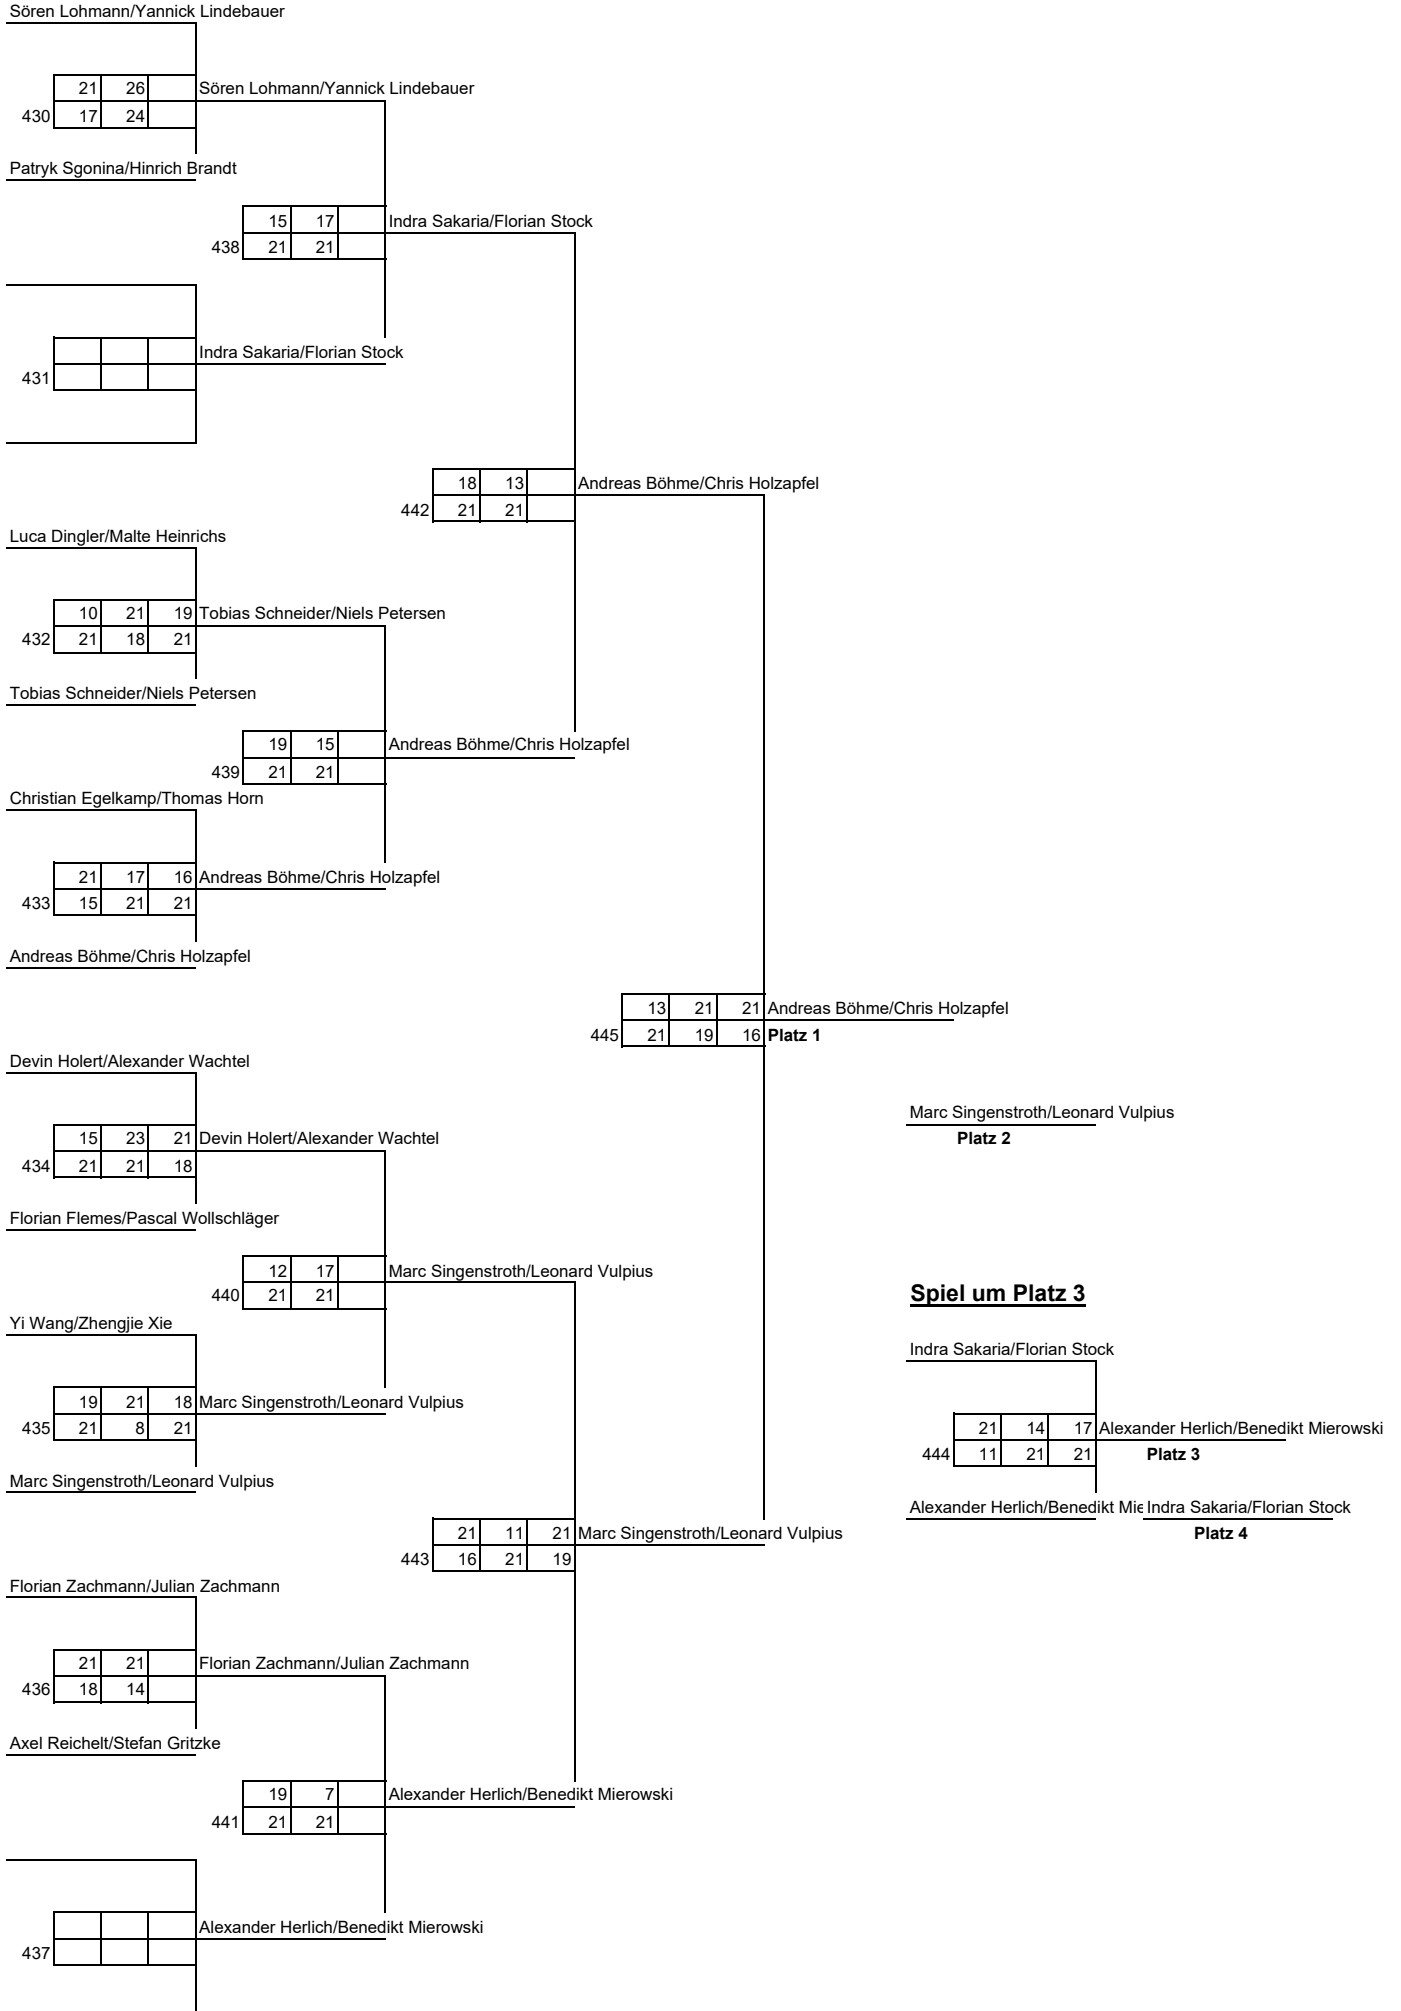 Sören Lohmann/Yannick Lindebauer
21 26 Sören Lohmann/Yannick Lindebauer
430 17 24
Patryk Sgonina/Hinrich Brandt
15 17 Indra Sakaria/Florian Stock
438 21 21
Indra Sakaria/Florian Stock
431
18 13 Andreas Böhme/Chris Holzapfel
442 21 21
Luca Dingler/Malte Heinrichs
10 21 19 Tobias Schneider/Niels Petersen
432 21 18 21
Tobias Schneider/Niels Petersen
19 15 Andreas Böhme/Chris Holzapfel
439 21 21
Christian Egelkamp/Thomas Horn
21 17 16 Andreas Böhme/Chris Holzapfel
433 15 21 21
Andreas Böhme/Chris Holzapfel
13 21 21 Andreas Böhme/Chris Holzapfel
445 21 19 16 Platz 1
Devin Holert/Alexander Wachtel
Marc Singenstroth/Leonard Vulpius
15 23 21 Devin Holert/Alexander Wachtel Platz 2
434 21 21 18
Florian Flemes/Pascal Wollschläger
12 17 Marc Singenstroth/Leonard Vulpius
440 21 21 Spiel um Platz 3
Yi Wang/Zhengjie Xie
Indra Sakaria/Florian Stock
19 21 18 Marc Singenstroth/Leonard Vulpius
435 21 8 21
21 14 17 Alexander Herlich/Benedikt Mierowski
444 11 21 21 Platz 3
Marc Singenstroth/Leonard Vulpius
Alexander Herlich/Benedikt Mie Indra Sakaria/Florian Stock
21 11 21 Marc Singenstroth/Leonard Vulpius Platz 4
443 16 21 19
Florian Zachmann/Julian Zachmann
21 21 Florian Zachmann/Julian Zachmann
436 18 14
Axel Reichelt/Stefan Gritzke
19 7 Alexander Herlich/Benedikt Mierowski
441 21 21
Alexander Herlich/Benedikt Mierowski
437